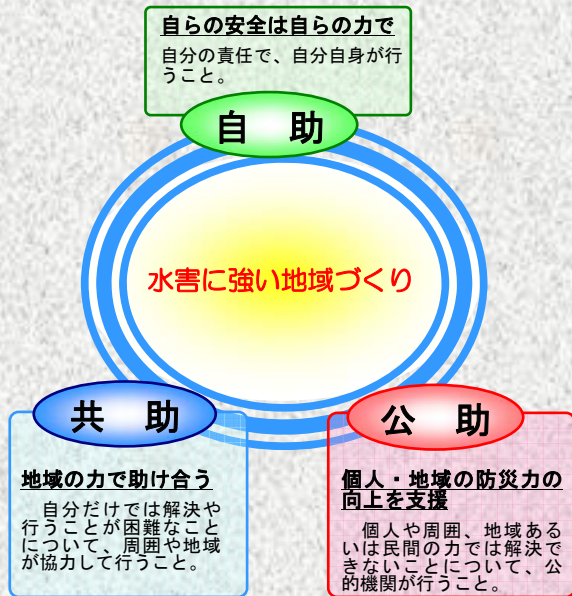 自らの安全は自らの力で
自分の責任で、自分自身が行
うこと。
自　助
水害に強い地域づくり
共　助
地域の力で助け合う
　自分だけでは解決や
行うことが困難なこと
について、周囲や地域
が協力して行うこと。
公　助
個人・地域の防災力の
向上を支援
　個人や周囲、地域ある
いは民間の力では解決で
きないことについて、公
的機関が行うこと。